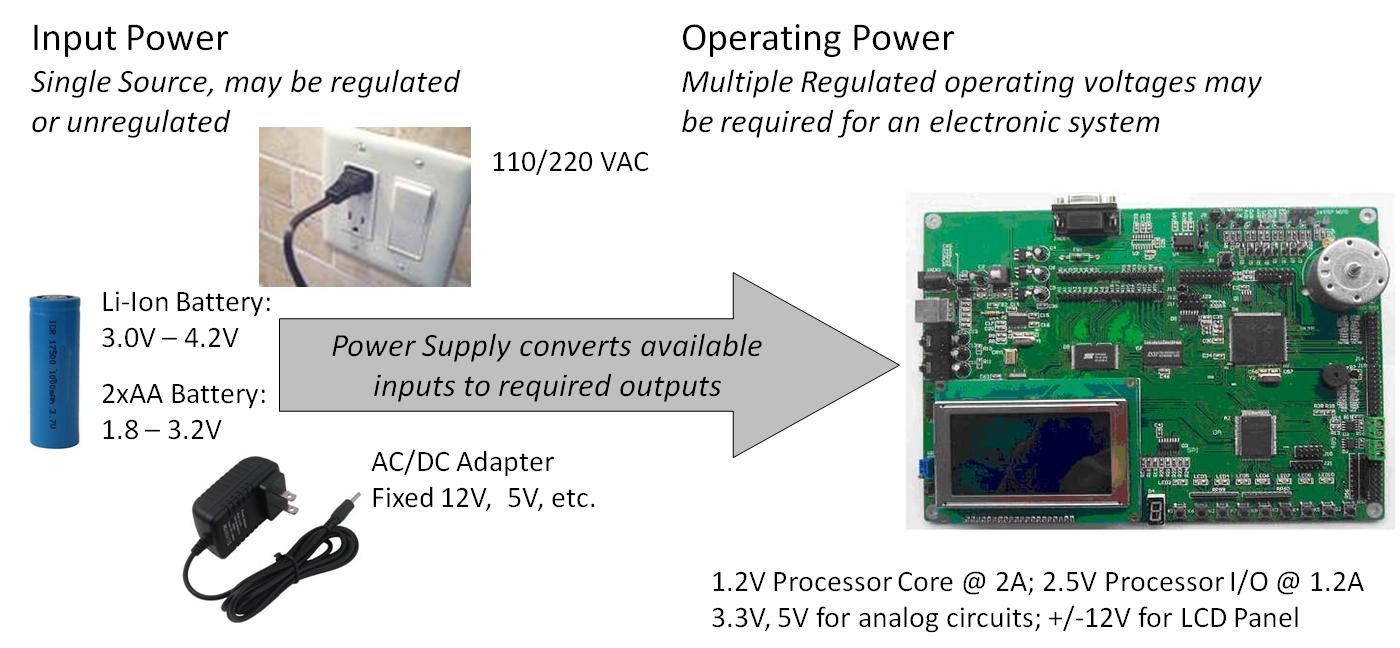 Input Power
Single Source, may be regulated
or unregulated
110/220 VAC
Li-Ion Battery:
3.0V – 4.2V
2xAA Battery:
1.8 – 3.2V
AC/DC Adapter
Fixed 12V,  5V, etc.
Power Supply converts available
inputs to required outputs
Operating Power
Multiple Regulated operating voltages may
be required for an electronic system
1.2V Processor Core @ 2A; 2.5V Processor I/O @ 1.2A
3.3V, 5V for analog circuits; +/-12V for LCD Panel